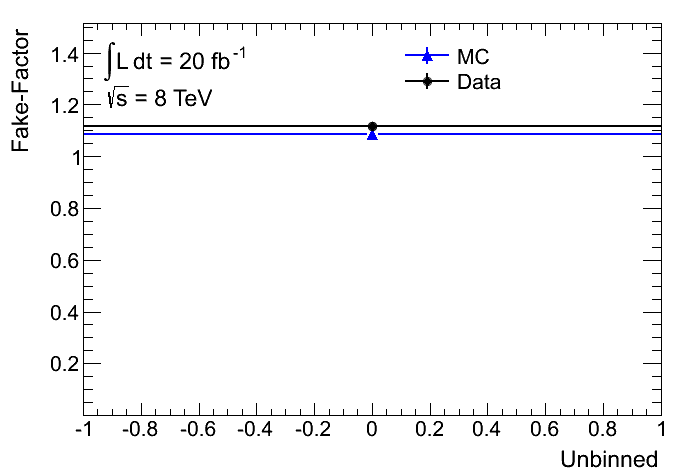 Fake-Factor
∫L dt = 20 fb⁻¹
√s = 8 TeV
MC
Data
1.4
1.2
1
0.8
0.6
0.4
0.2
-1 -0.8 -0.6 -0.4 -0.2 0 0.2 0.4 0.6 0.8 1
Unbinned